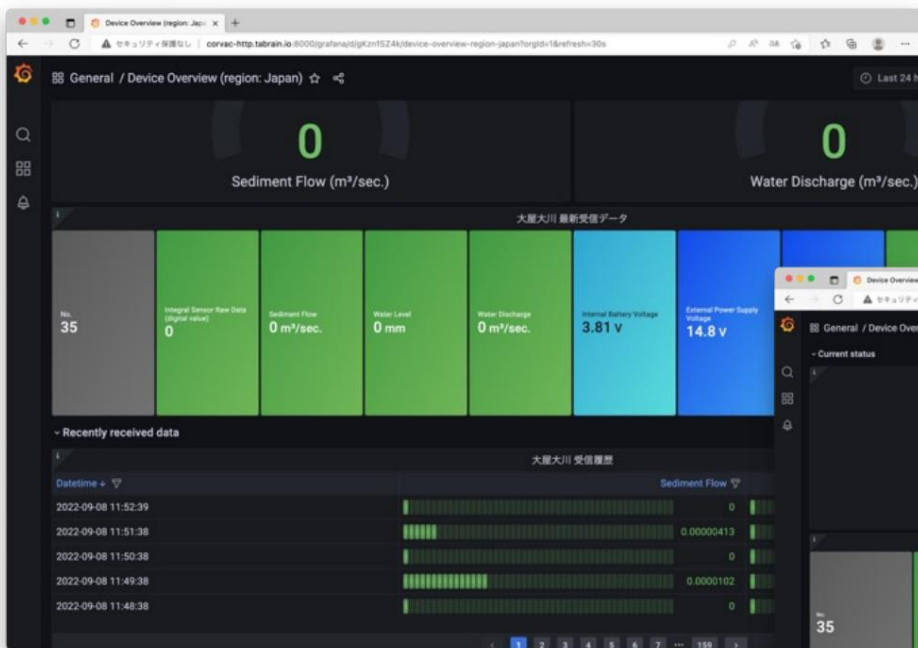 Device Overview (region: Japa
セキュリティ保護なし
corvac-http.tabrain.io:8000/grafana/d/gKzn1SZ4k/device-overview-region-japan?orgId=1&refresh=30s
General / Device Overview (region: Japan)
Last 24 h
0
Sediment Flow (m³/sec.)
0
Water Discharge (m³/sec.)
大屋大川 最新受信データ
No.
35
Integral Sensor Raw Data
(digital value)
0
Sediment Flow
0 m³/sec.
Water Level
0 mm
Water Discharge
0 m³/sec.
Internal Battery Voltage
3.81 V
External Power Supply
Voltage
14.8 V
Recently received data
大屋大川 受信履歴
Datetime Sediment Flow
2022-09-08 11:52:39 0
2022-09-08 11:51:38 0.00000413
2022-09-08 11:50:38 0
2022-09-08 11:49:38 0.0000102
2022-09-08 11:48:38 0
1 2 3 4 5 6 7 ... 159
Device Overview
セキュリティ
General / Device Over
Current status
No.
35